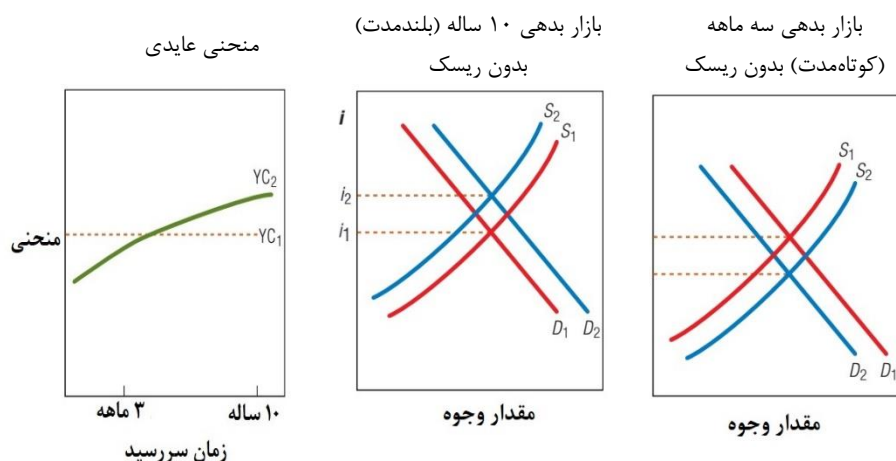 بازار بدهی سه ماهه
(کوتاه‌مدت) بدون ریسک
S1
S2
D2
D1
مقدار وجوه
بازار بدهی ۱۰ ساله (بلندمدت)
بدون ریسک
i
S2
S1
i2
i1
D1
D2
مقدار وجوه
منحنی عایدی
YC2
YC1
منحنی
۳ ماهه
۱۰ ساله
زمان سررسید